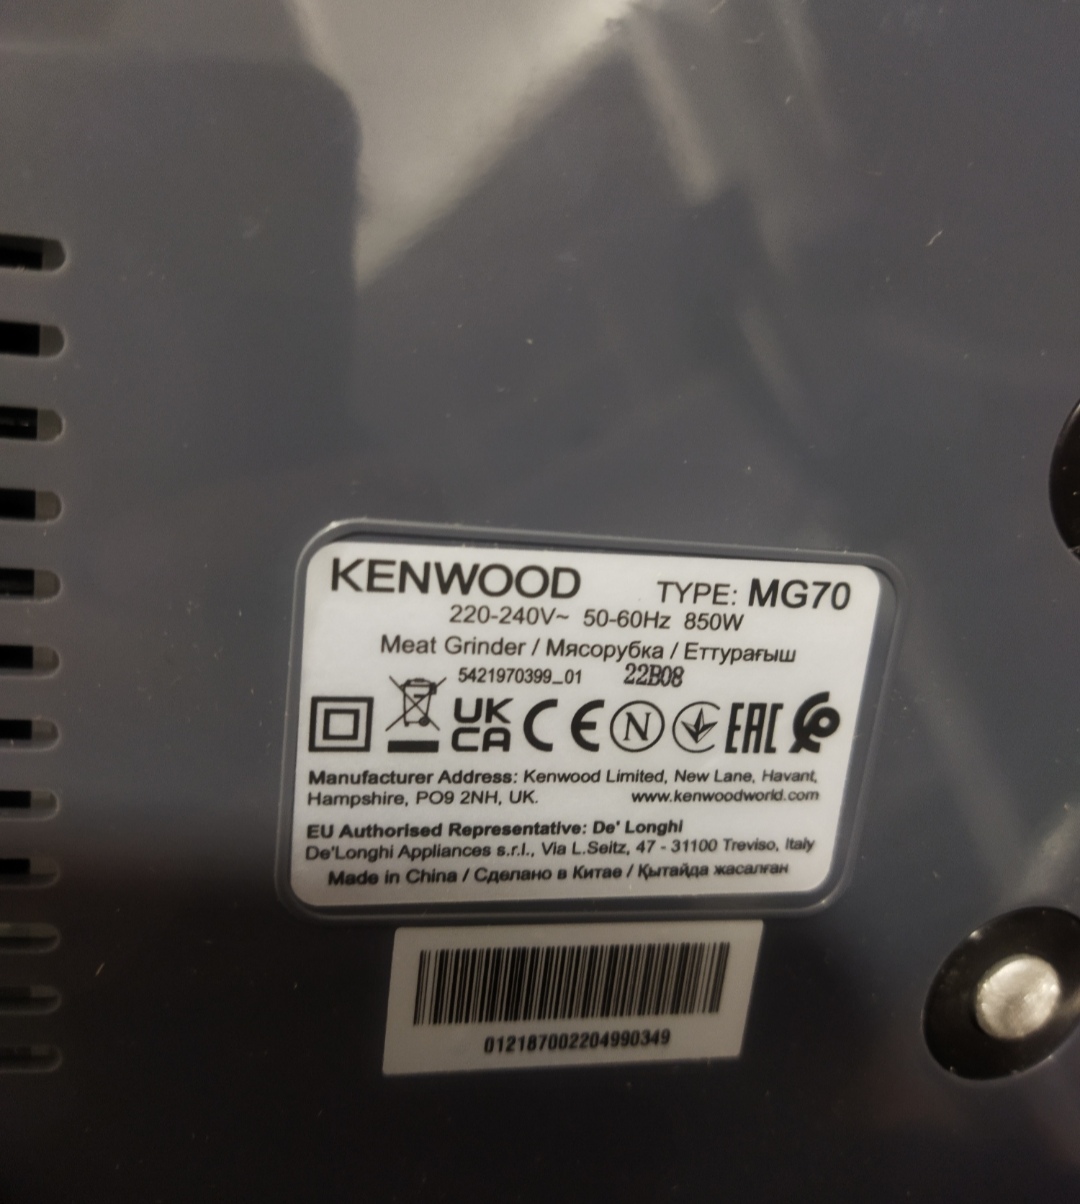 KENWOOD TYPE: MG70
220-240V~ 50-60Hz 850W
Meat Grinder / Мясорубка / Еттурағыш
5421970399_01 22B08
UK CA CE N EAC
Manufacturer Address: Kenwood Limited, New Lane, Havant,
Hampshire, PO9 2NH, UK. www.kenwoodworld.com
EU Authorised Representative: De' Longhi
De'Longhi Appliances s.r.l., Via L.Seitz, 47 - 31100 Treviso, Italy
Made in China / Сделано в Китае / Қытайда жасалған
012187002204990349